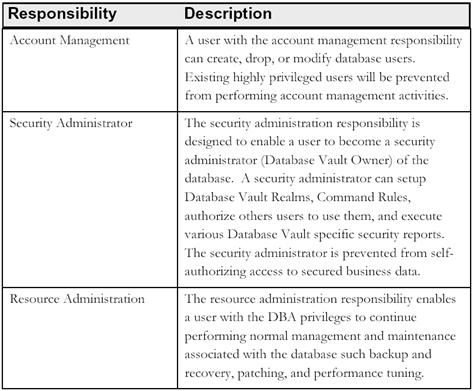 Responsibility Description
Account Management A user with the account management responsibility
can create, drop, or modify database users.
Existing highly privileged users will be prevented
from performing account management activities.
Security Administrator The security administration responsibility is
designed to enable a user to become a security
administrator (Database Vault Owner) of the
database. A security administrator can setup
Database Vault Realms, Command Rules,
authorize others users to use them, and execute
various Database Vault specific security reports.
The security administrator is prevented from self-
authorizing access to secured business data.
Resource Administration The resource administration responsibility enables
a user with the DBA privileges to continue
performing normal management and maintenance
associated with the database such backup and
recovery, patching, and performance tuning.